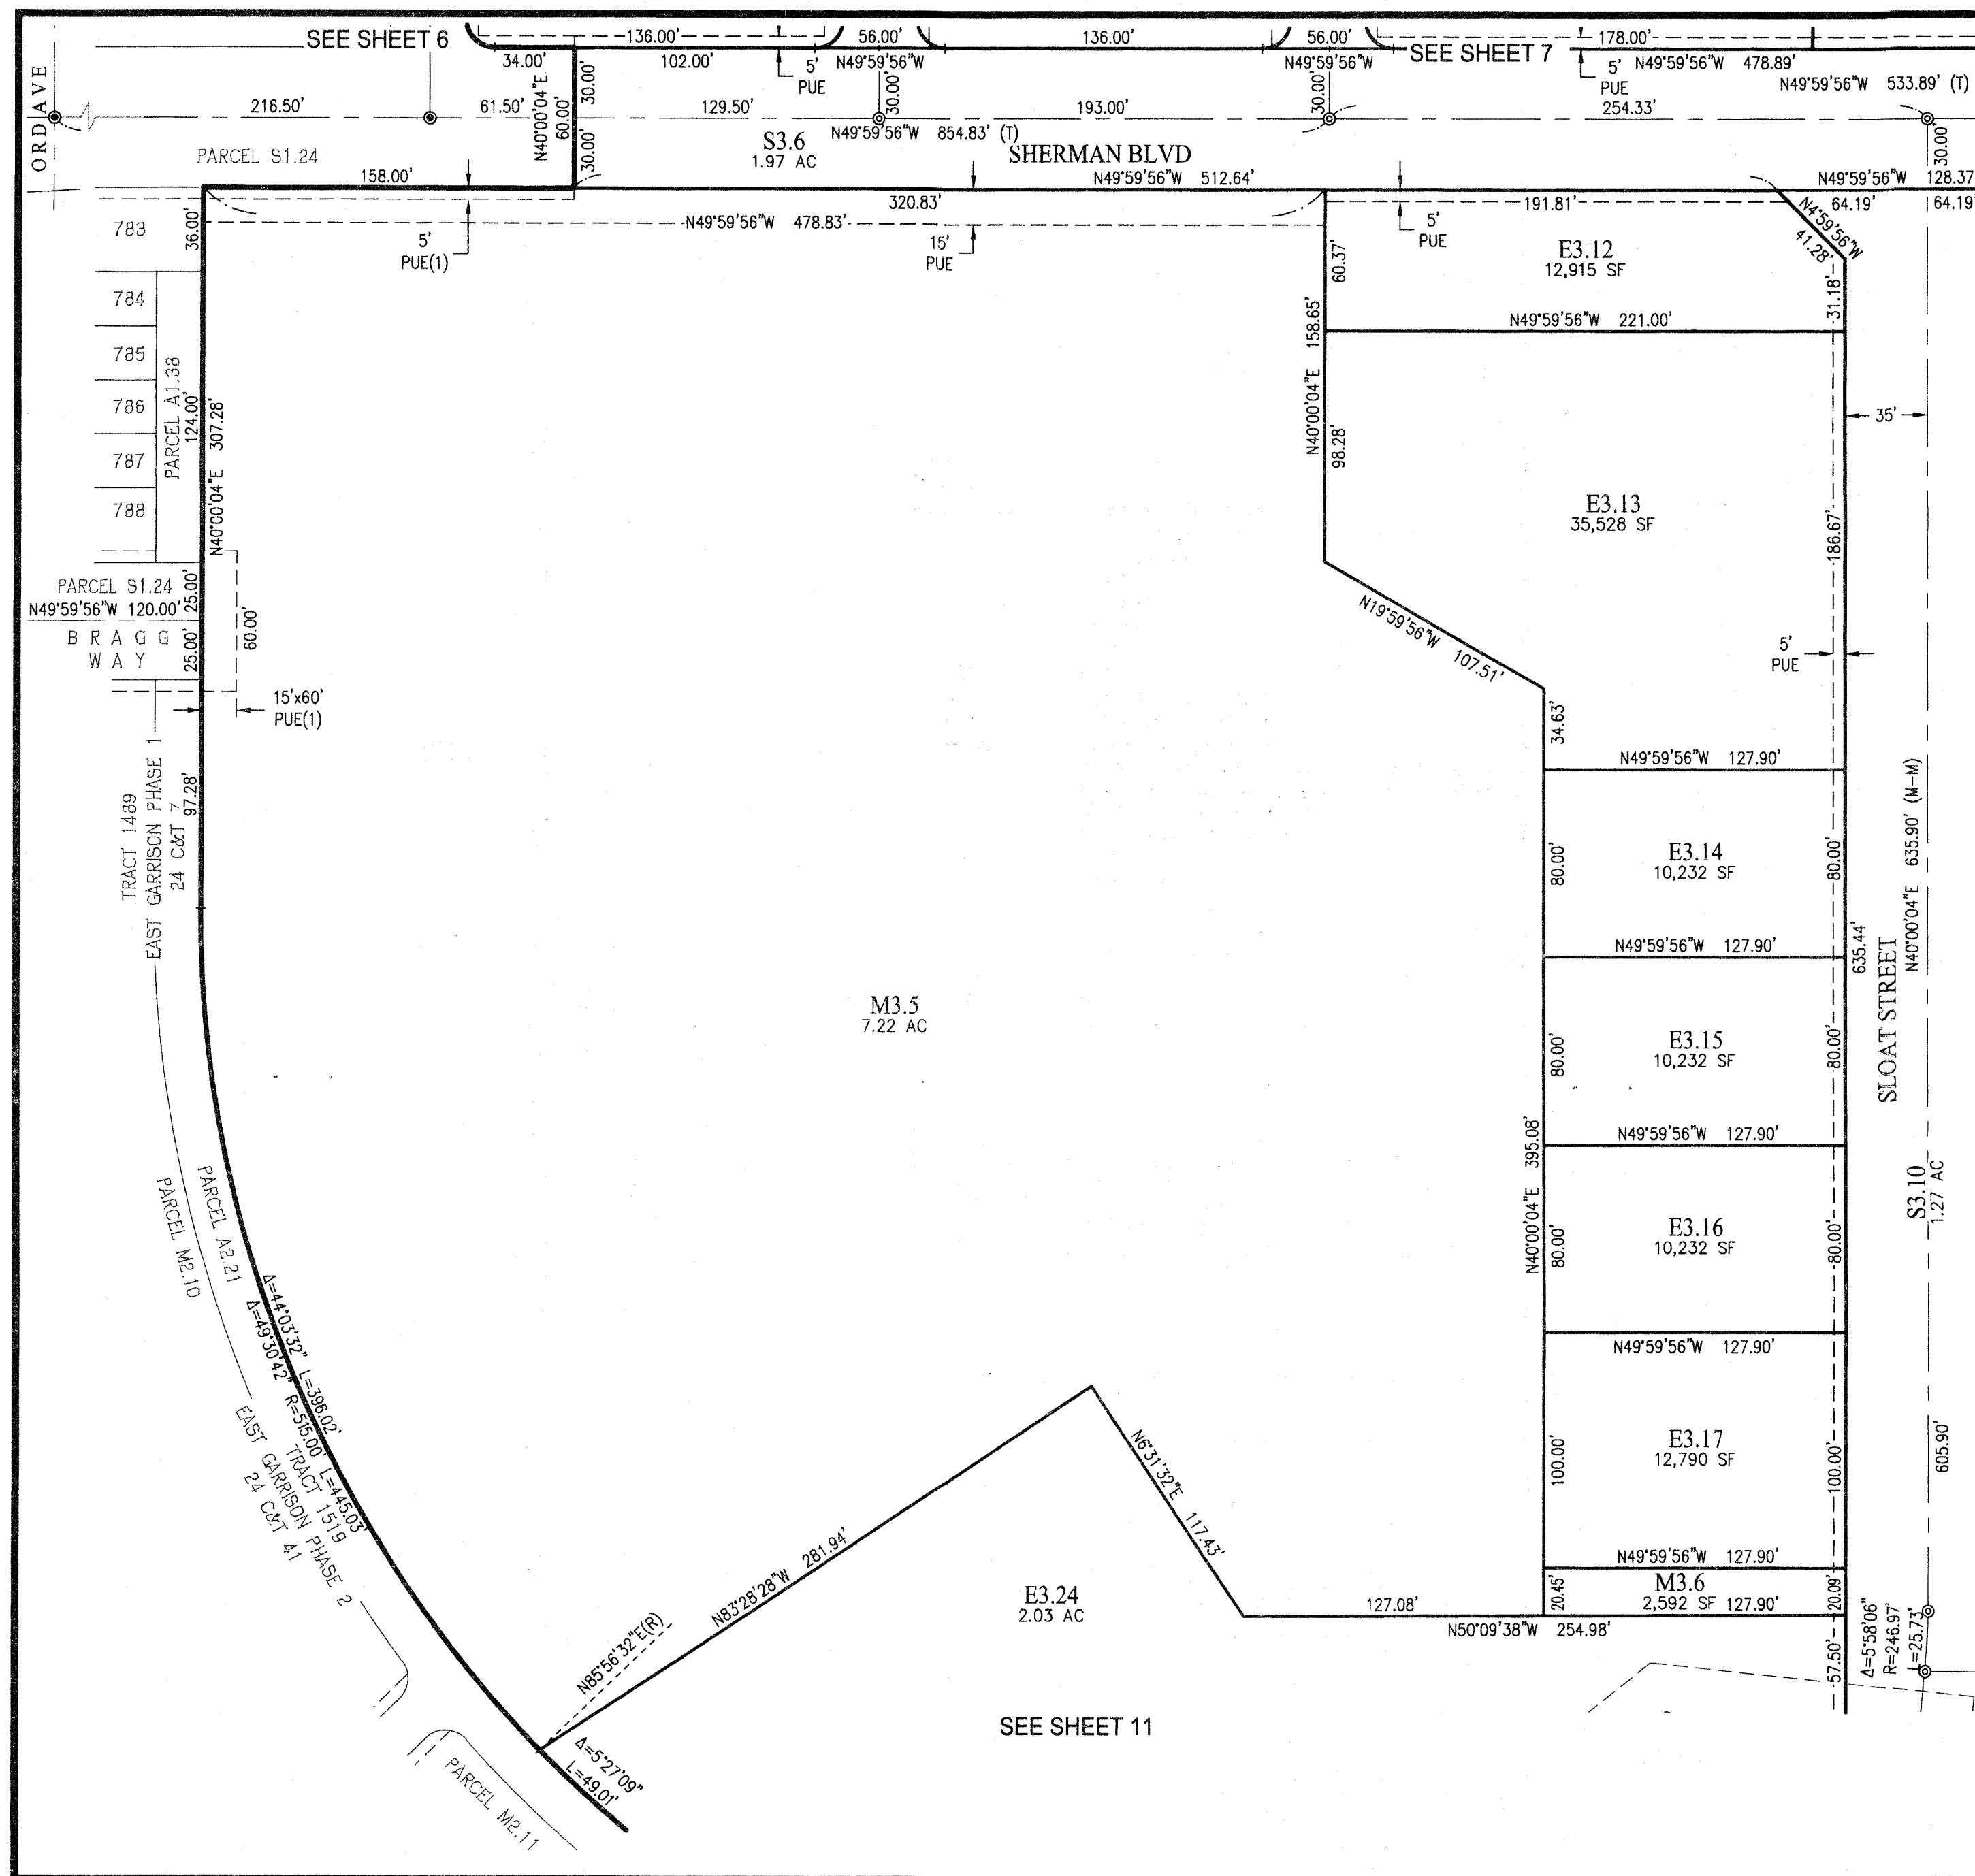 SEE SHEET 6
136.00'
56.00'
136.00'
56.00'
SEE SHEET 7
178.00'
34.00'
102.00'
5'
PUE
N49°59'56"W
N49°59'56"W
5'
PUE
N49°59'56"W 478.89'
N49°59'56"W 533.89' (T)
ORD AVE
216.50'
61.50'
N40°00'04"E
60.00'
30.00'
30.00'
129.50'
30.00'
193.00'
30.00'
254.33'
30.00'
S3.6
1.97 AC
N49°59'56"W 854.83' (T)
SHERMAN BLVD
PARCEL S1.24
158.00'
N49°59'56"W 512.64'
N49°59'56"W 128.37
320.83'
191.81'
64.19'
64.19'
N49°59'56"W 478.83'
5'
PUE(1)
15'
PUE
5'
PUE
N4°59'56"W
41.28'
783
36.00'
784
785
786
787
788
PARCEL A1.38
124.00'
N40°00'04"E 307.28'
60.37'
N40°00'04"E 158.65'
98.28'
E3.12
12,915 SF
31.18'
N49°59'56"W 221.00'
35'
E3.13
35,528 SF
186.67'
PARCEL S1.24
N49°59'56"W 120.00'
25.00'
BRAGG
WAY
25.00'
60.00'
15'x60'
PUE(1)
N19°59'56"W 107.51'
5'
PUE
34.63'
N49°59'56"W 127.90'
TRACT 1489
EAST GARRISON PHASE 1
24 C&T 7
97.28'
80.00'
E3.14
10,232 SF
80.00'
N49°59'56"W 127.90'
635.44'
SLOAT STREET
N40°00'04"E 635.90' (M-M)
M3.5
7.22 AC
80.00'
E3.15
10,232 SF
80.00'
N49°59'56"W 127.90'
N40°00'04"E 395.08'
80.00'
E3.16
10,232 SF
80.00'
S3.10
1.27 AC
N49°59'56"W 127.90'
PARCEL M2.10
PARCEL A2.21
Δ=44°03'32" L=396.02'
Δ=49°30'42" R=515.00' L=445.03'
TRACT 1519
EAST GARRISON PHASE 2
24 C&T 41
100.00'
E3.17
12,790 SF
100.00'
605.90'
N6°31'32"E 117.43'
N83°28'28"W 281.94'
N49°59'56"W 127.90'
20.45'
M3.6
2,592 SF
127.90'
20.09'
E3.24
2.03 AC
127.08'
N50°09'38"W 254.98'
N85°56'32"E(R)
57.50'
Δ=5°58'06"
R=246.97'
L=25.73'
SEE SHEET 11
Δ=5°27'09"
L=49.01'
PARCEL M2.11